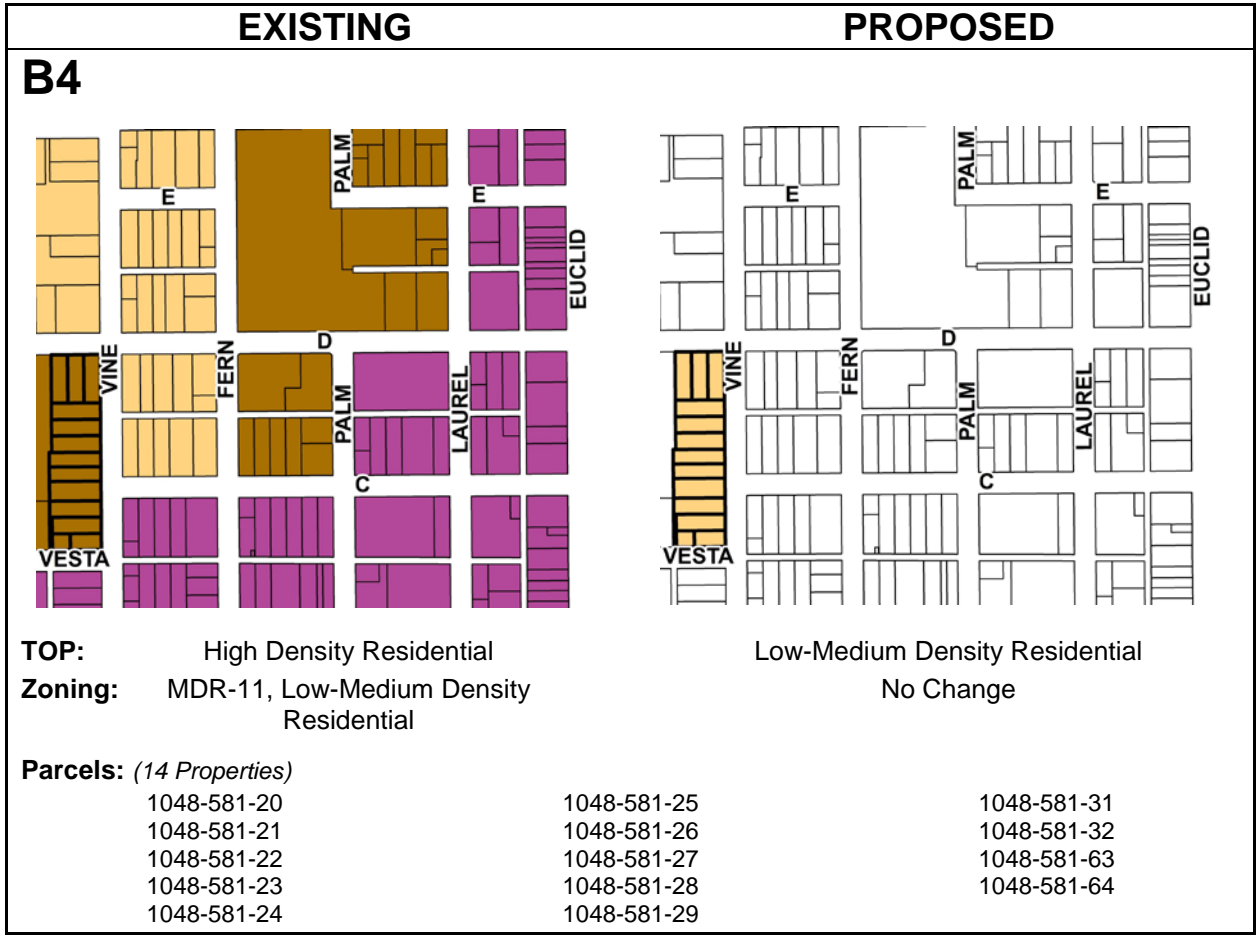 EXISTING PROPOSED
B4
PALM
E
E
EUCLID
D
VINE
FERN
PALM
LAUREL
C
VESTA
PALM
E
E
EUCLID
D
VINE
FERN
PALM
LAUREL
C
VESTA
TOP: High Density Residential Low-Medium Density Residential
Zoning: MDR-11, Low-Medium Density No Change
Residential
Parcels: (14 Properties)
1048-581-20 1048-581-25 1048-581-31
1048-581-21 1048-581-26 1048-581-32
1048-581-22 1048-581-27 1048-581-63
1048-581-23 1048-581-28 1048-581-64
1048-581-24 1048-581-29